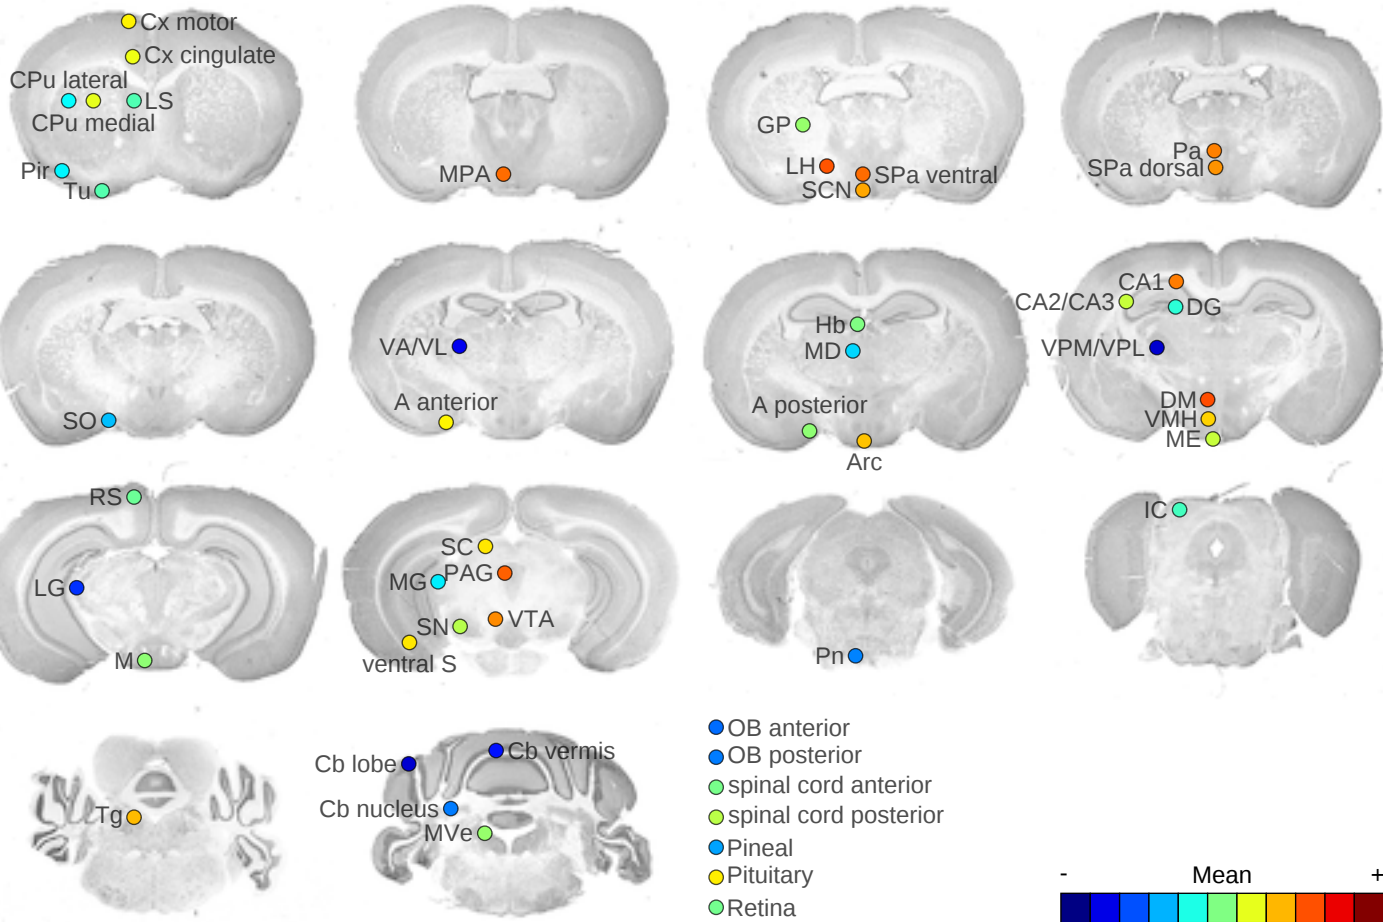 Cx motor
Cx cingulate
CPu lateral
LS
CPu medial
Pir
Tu
MPA
GP
LH
SPa ventral
SCN
Pa
SPa dorsal
SO
VA/VL
A anterior
Hb
MD
A posterior
Arc
CA1
CA2/CA3
DG
VPM/VPL
DM
VMH
ME
RS
LG
M
SC
MG
PAG
SN
VTA
ventral S
Pn
IC
Tg
Cb lobe
Cb vermis
Cb nucleus
MVe
OB anterior
OB posterior
spinal cord anterior
spinal cord posterior
Pineal
Pituitary
Retina
- Mean +